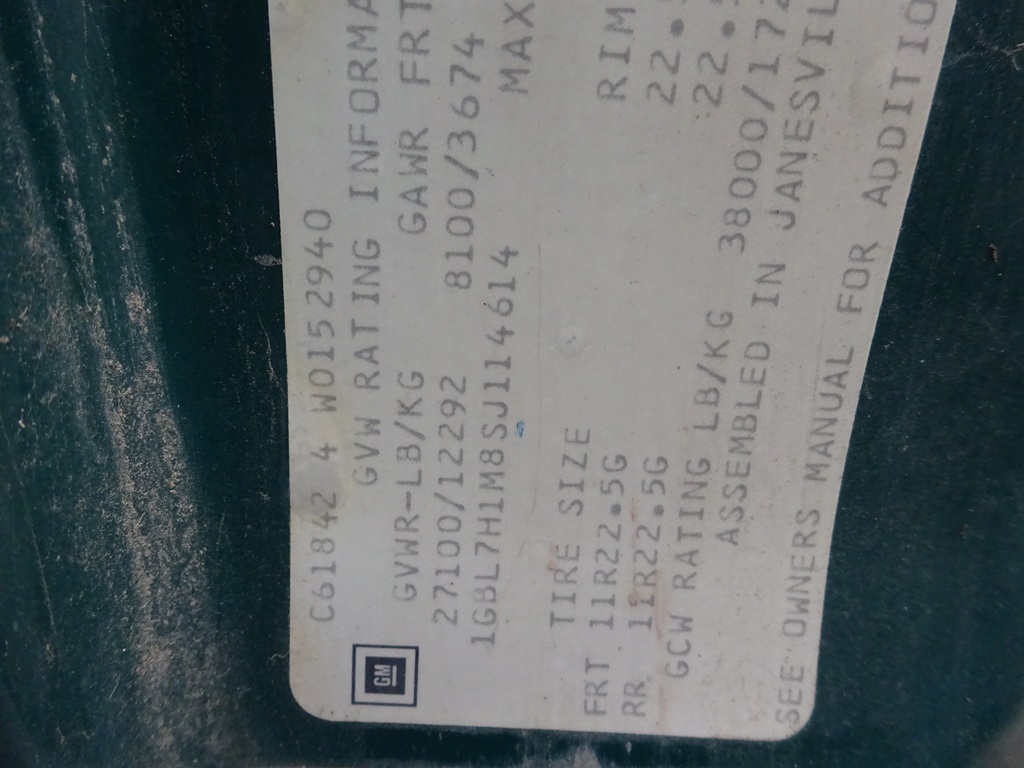 C61842 4 W0152940
GVW RATING INFORMA
GVWR-LB/KG GAWR FRT
27100/12292 8100/3674
1GBL7H1M8SJ114614 MAX
TIRE SIZE RIM
FRT 11R22.5G 22.
RR 11R22.5G 22.
GCW RATING LB/KG 38000/172
ASSEMBLED IN JANESVIL
SEE OWNERS MANUAL FOR ADDITIO
GM